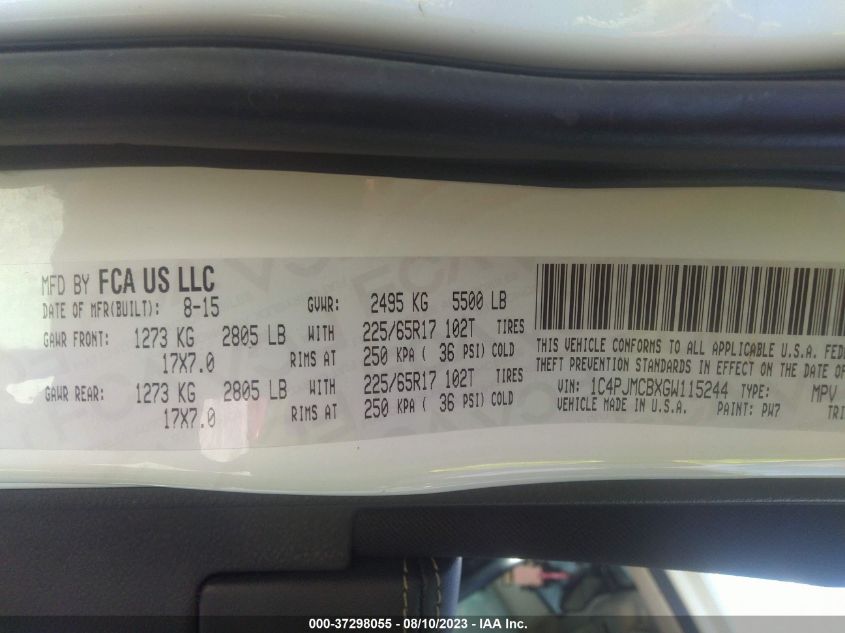 MFD BY FCA US LLC
DATE OF MFR(BUILT): 8-15 GVWR: 2495 KG 5500 LB
GAWR FRONT: 1273 KG 2805 LB WITH 225/65R17 102T TIRES
17X7.0 RIMS AT 250 KPA ( 36 PSI) COLD
GAWR REAR: 1273 KG 2805 LB WITH 225/65R17 102T TIRES
17X7.0 RIMS AT 250 KPA ( 36 PSI) COLD
THIS VEHICLE CONFORMS TO ALL APPLICABLE U.S.A. FEDE
THEFT PREVENTION STANDARDS IN EFFECT ON THE DATE OF
VIN: 1C4PJMCBXGW115244 TYPE: MPV
VEHICLE MADE IN U.S.A. PAINT: PW7 TRI
000-37298055 — 08/10/2023 — IAA Inc.